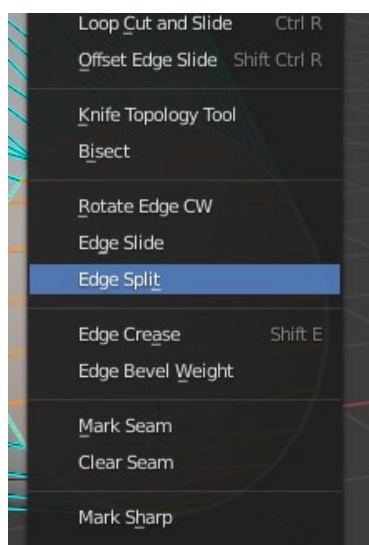 Loop Cut and Slide Ctrl R
Offset Edge Slide Shift Ctrl R
Knife Topology Tool
Bisect
Rotate Edge CW
Edge Slide
Edge Split
Edge Crease Shift E
Edge Bevel Weight
Mark Seam
Clear Seam
Mark Sharp